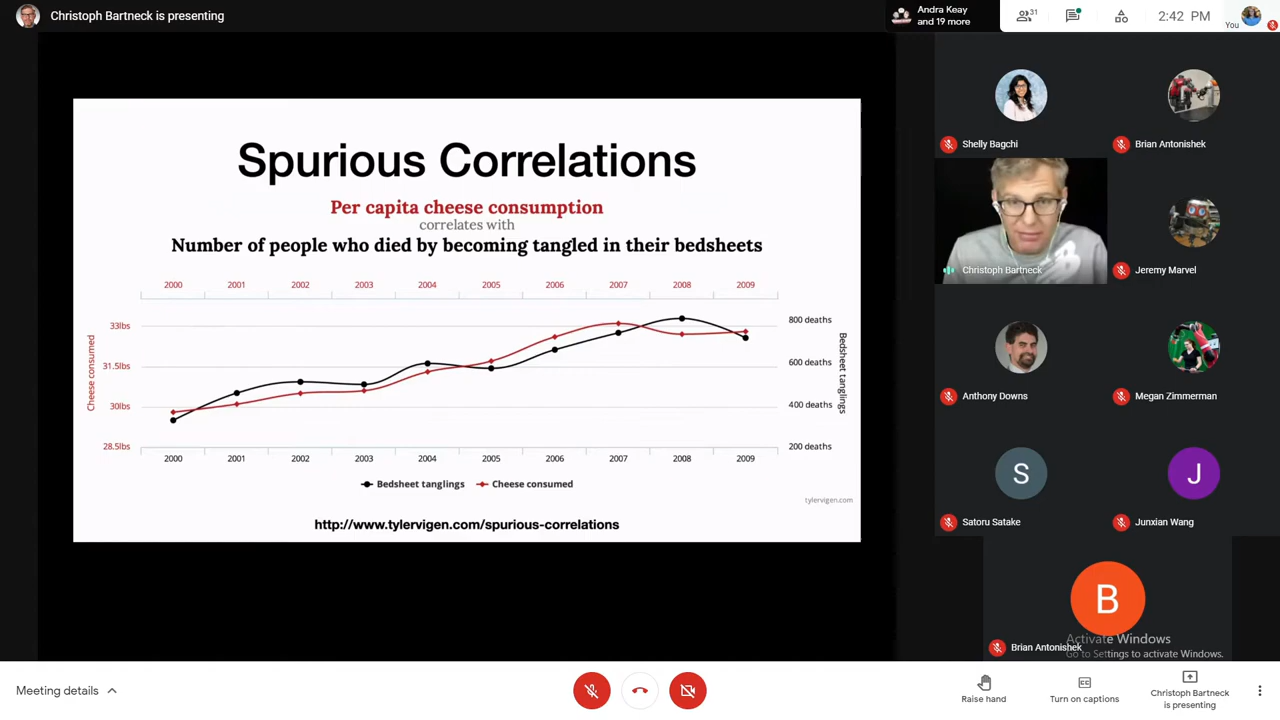 Christoph Bartneck is presenting
Andra Keay
and 19 more
31
2:42 PM
You
Spurious Correlations
Per capita cheese consumption
correlates with
Number of people who died by becoming tangled in their bedsheets
2000 2001 2002 2003 2004 2005 2006 2007 2008 2009
Cheese consumed
33lbs
31.5lbs
30lbs
28.5lbs
800 deaths
600 deaths
400 deaths
200 deaths
Bedsheet tanglings
2000 2001 2002 2003 2004 2005 2006 2007 2008 2009
Bedsheet tanglings Cheese consumed
tylervigen.com
http://www.tylervigen.com/spurious-correlations
Shelly Bagchi
Brian Antonishek
Christoph Bartneck
Jeremy Marvel
Anthony Downs
Megan Zimmerman
S
J
Satoru Satake
Junxian Wang
B
Brian Antonishek
Activate Windows
Go to Settings to activate Windows.
Meeting details
Raise hand
CC
Turn on captions
Christoph Bartneck
is presenting